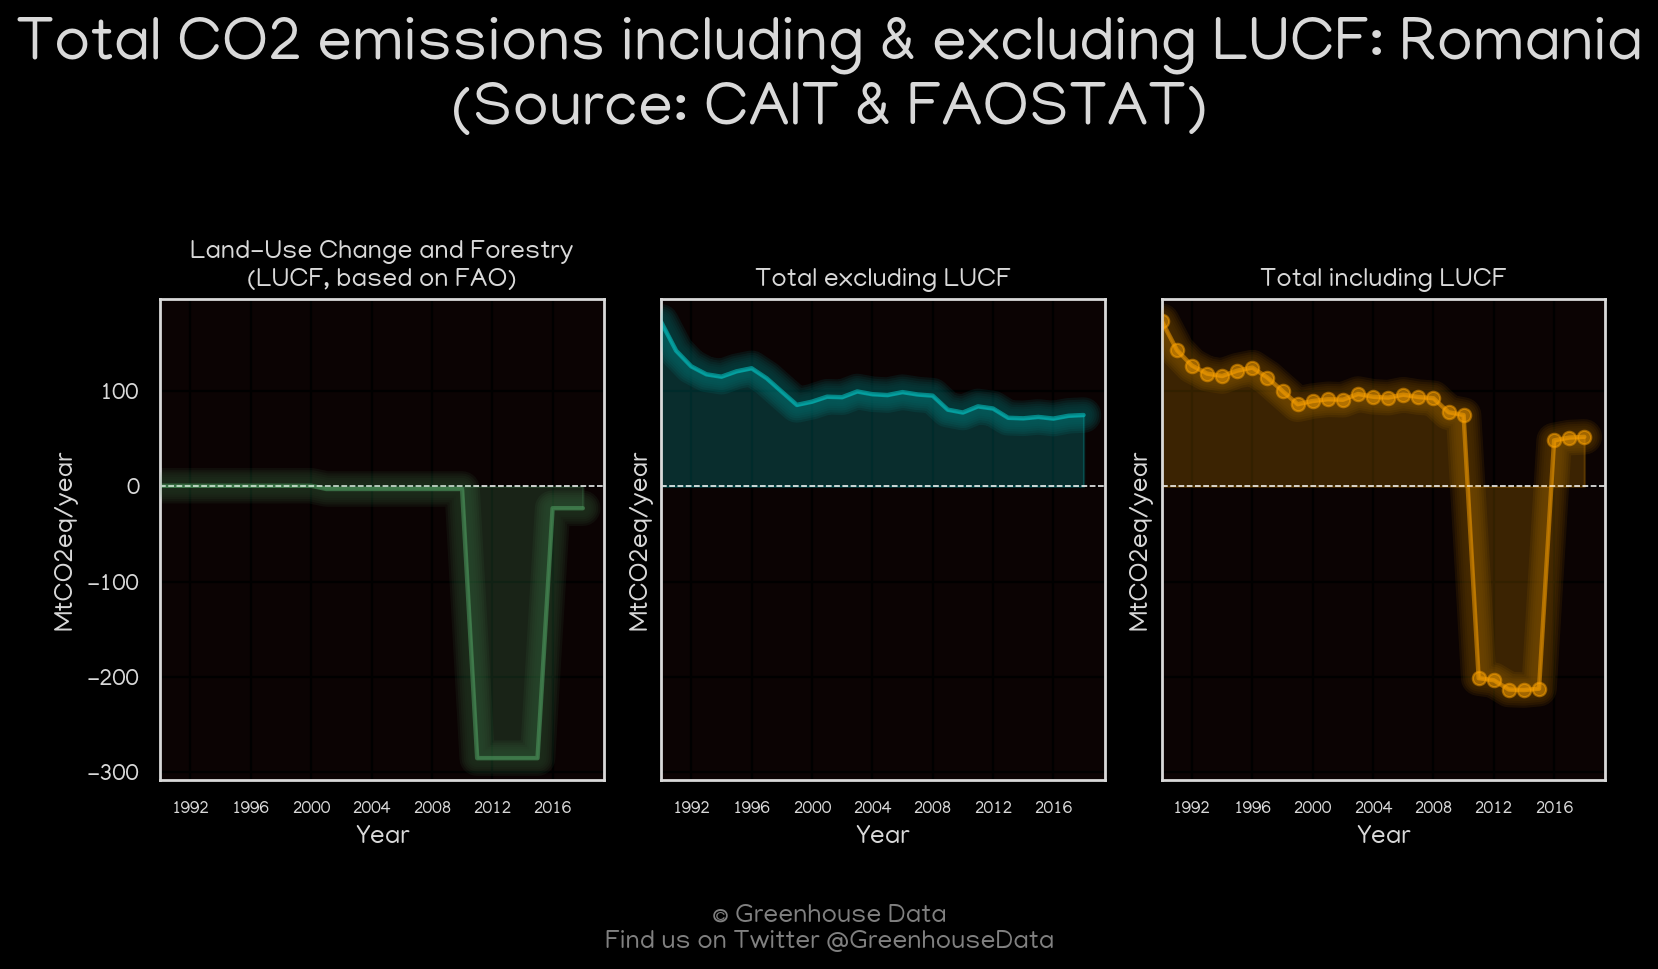 Total CO2 emissions including & excluding LUCF: Romania
(Source: CAIT & FAOSTAT)
Land-Use Change and Forestry
(LUCF, based on FAO)
Total excluding LUCF
Total including LUCF
MtCO2eq/year
100
0
-100
-200
-300
1992 1996 2000 2004 2008 2012 2016
Year
MtCO2eq/year
1992 1996 2000 2004 2008 2012 2016
Year
MtCO2eq/year
1992 1996 2000 2004 2008 2012 2016
Year
© Greenhouse Data
Find us on Twitter @GreenhouseData